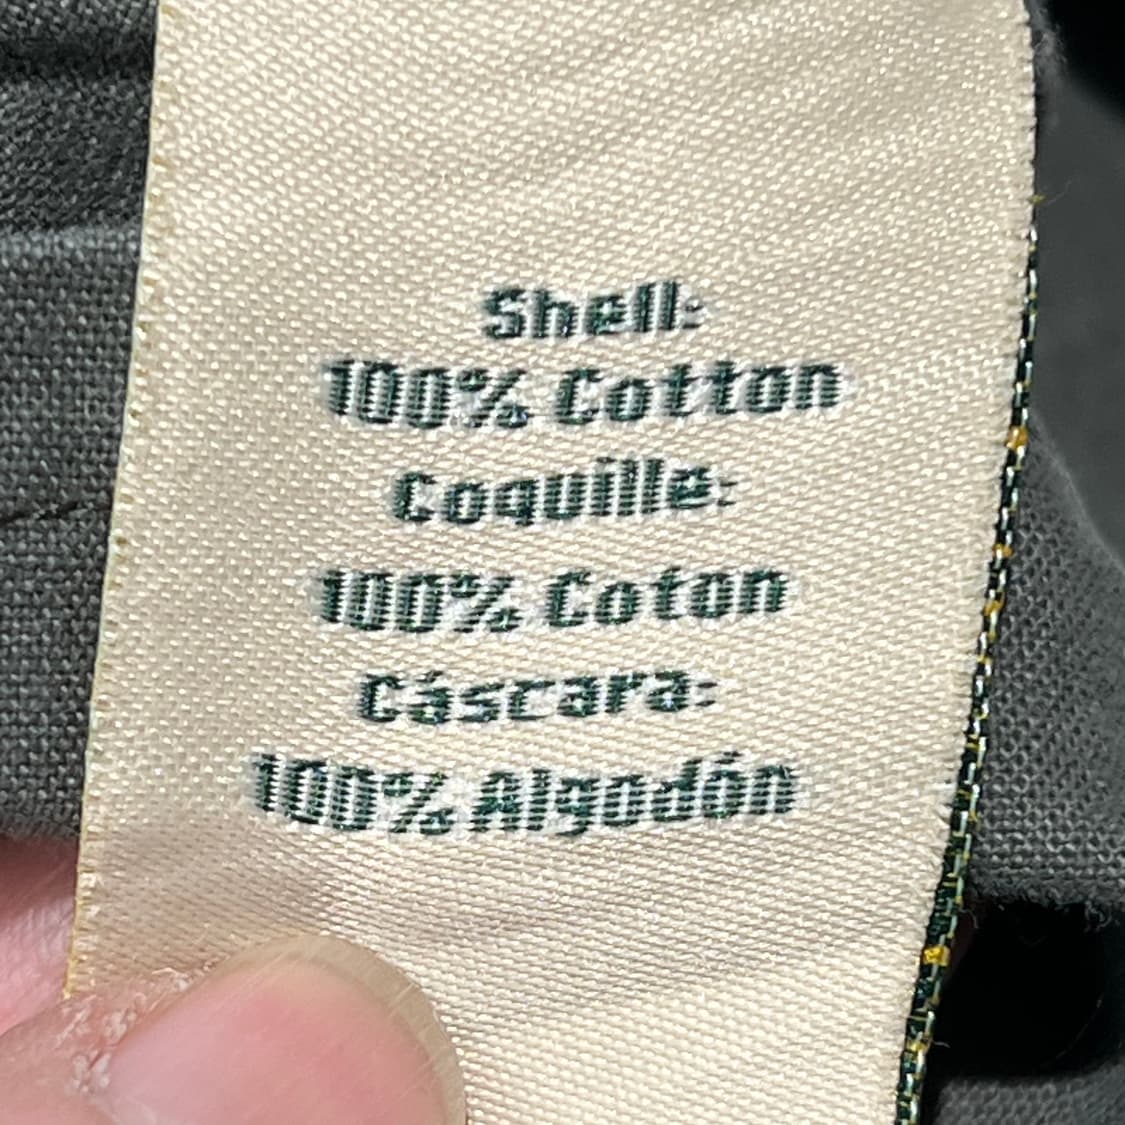 Shell:
100% Cotton
Coquille:
100% Coton
Cáscara:
100% Algodón